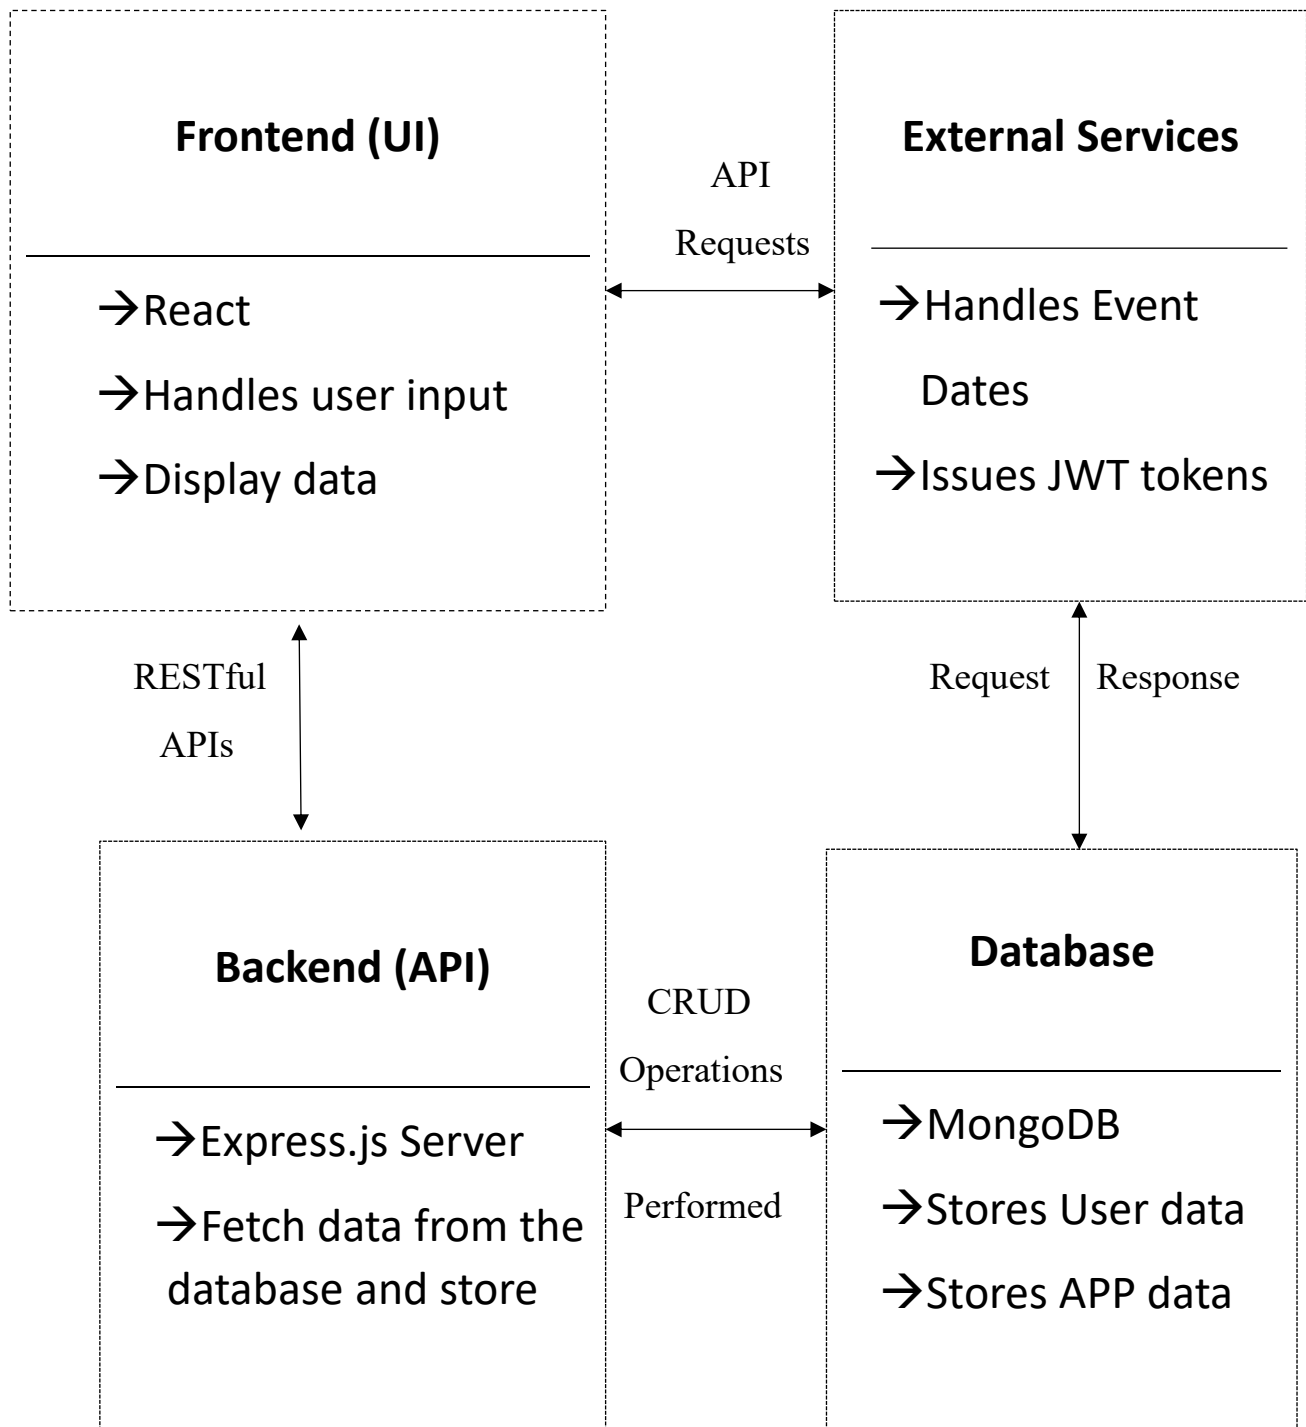 Frontend (UI)
→React
→Handles user input
→Display data
API
Requests
External Services
→Handles Event
Dates
→Issues JWT tokens
RESTful
APIs
Request Response
Backend (API)
→Express.js Server
→Fetch data from the
database and store
CRUD
Operations
Performed
Database
→MongoDB
→Stores User data
→Stores APP data